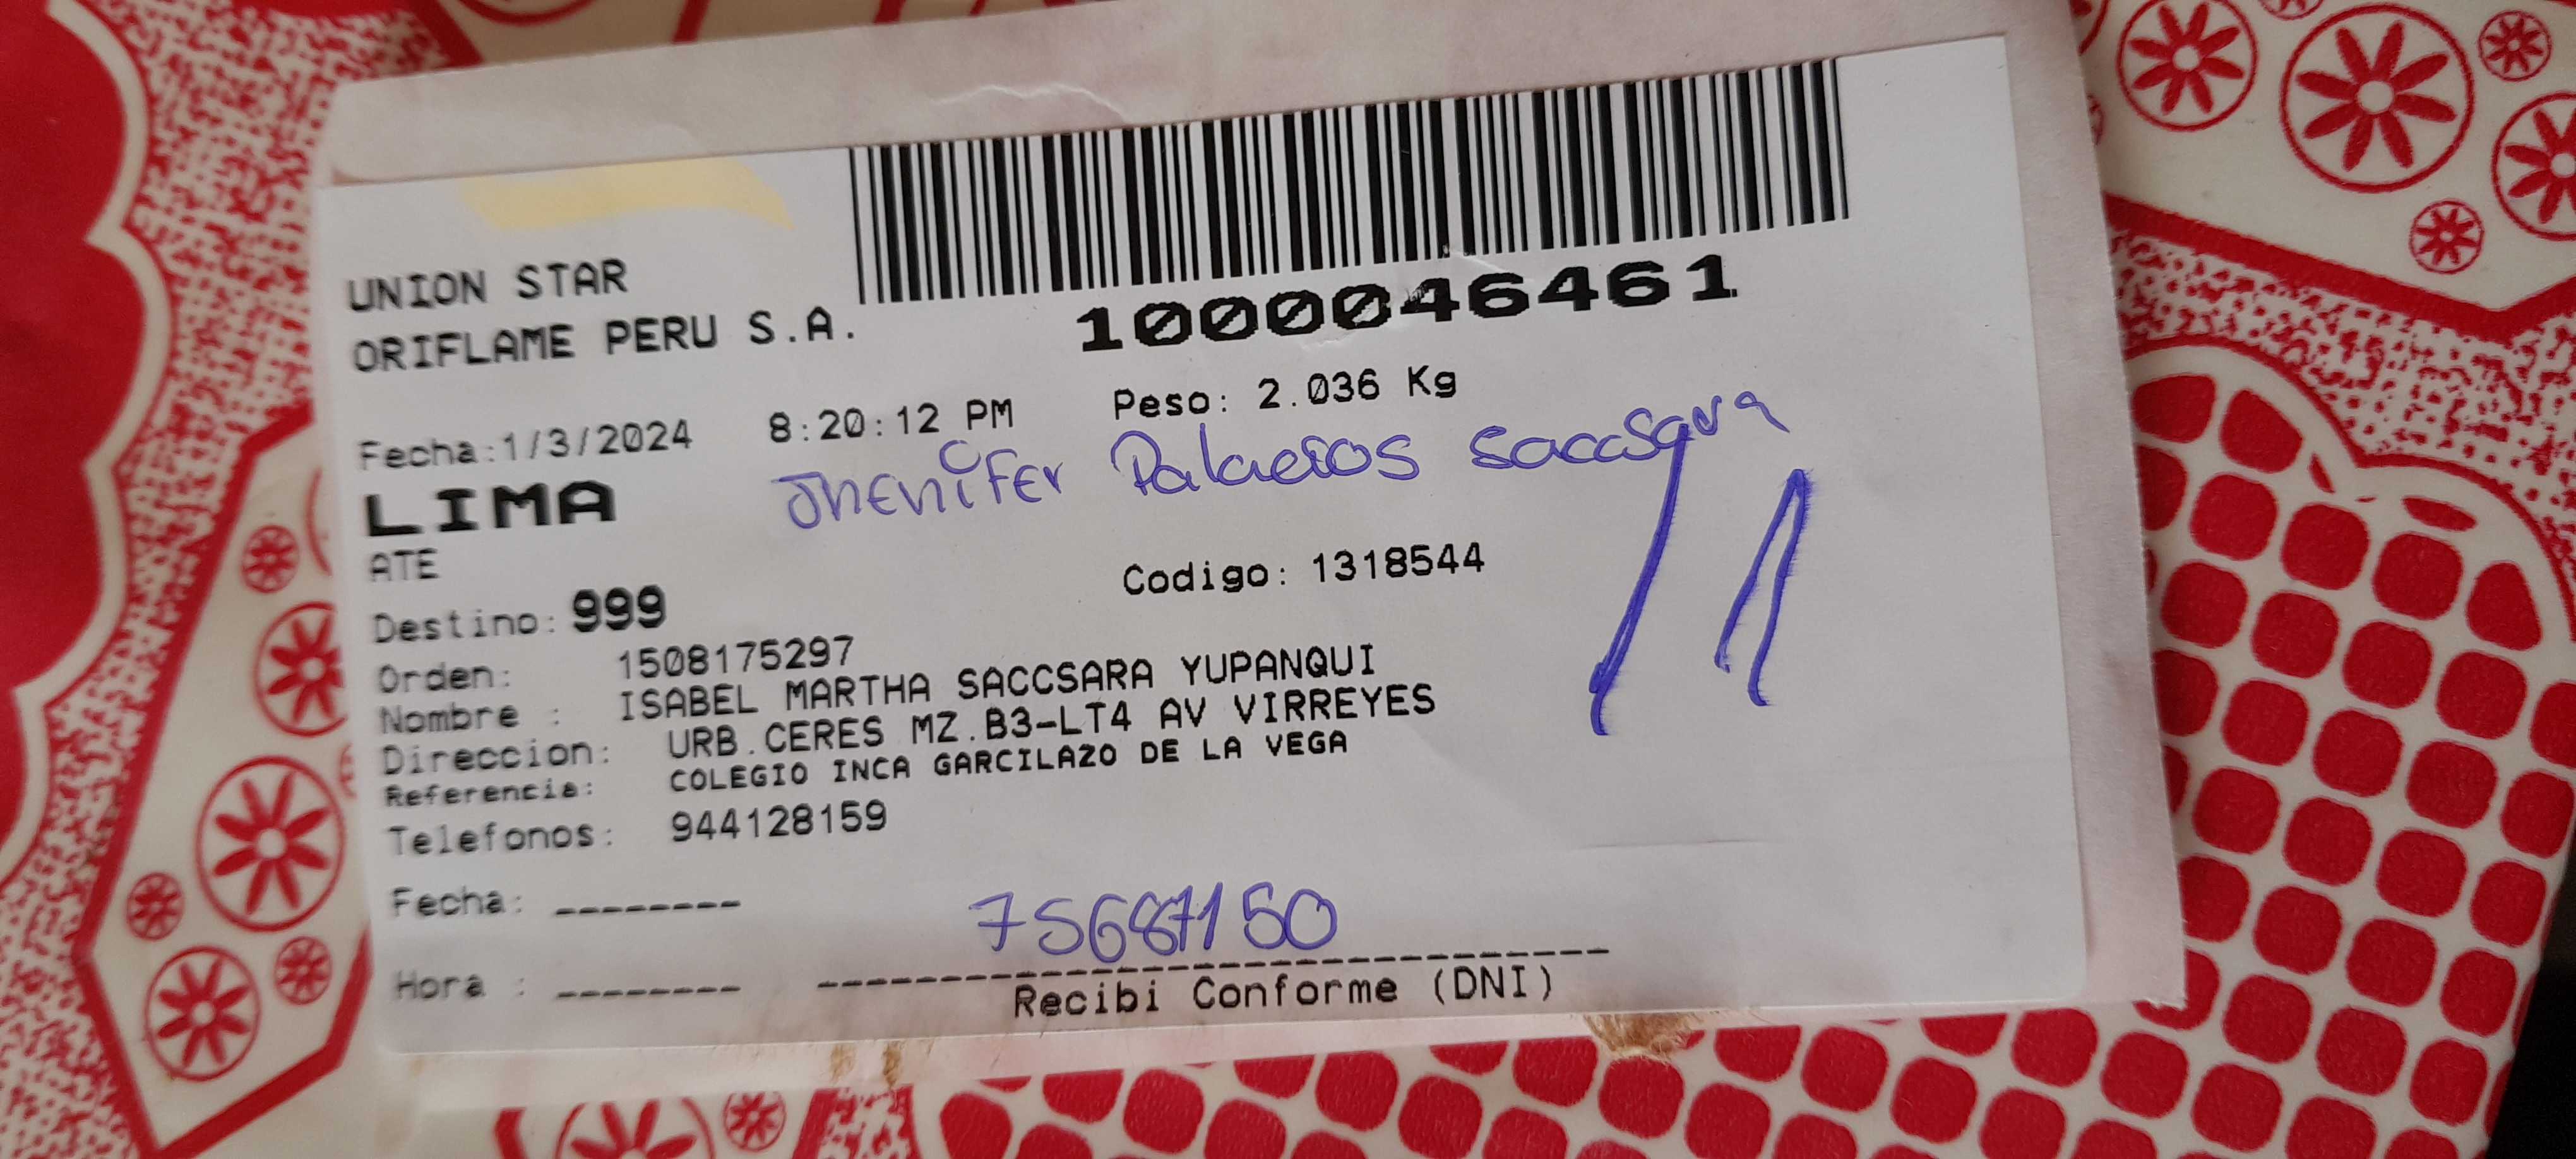 UNION STAR
ORIFLAME PERU S.A.
1000046461
Fecha:1/3/2024 8:20:12 PM Peso: 2.036 Kg
Jhenifer Palacios Saccsara
LIMA
ATE
Codigo: 1318544
Destino: 999
Orden: 1508175297
Nombre : ISABEL MARTHA SACCSARA YUPANQUI
Direccion: URB.CERES MZ.B3-LT4 AV VIRREYES
Referencia: COLEGIO INCA GARCILAZO DE LA VEGA
Telefonos: 944128159
Fecha: --------
75687150
Hora : --------
Recibi Conforme (DNI)